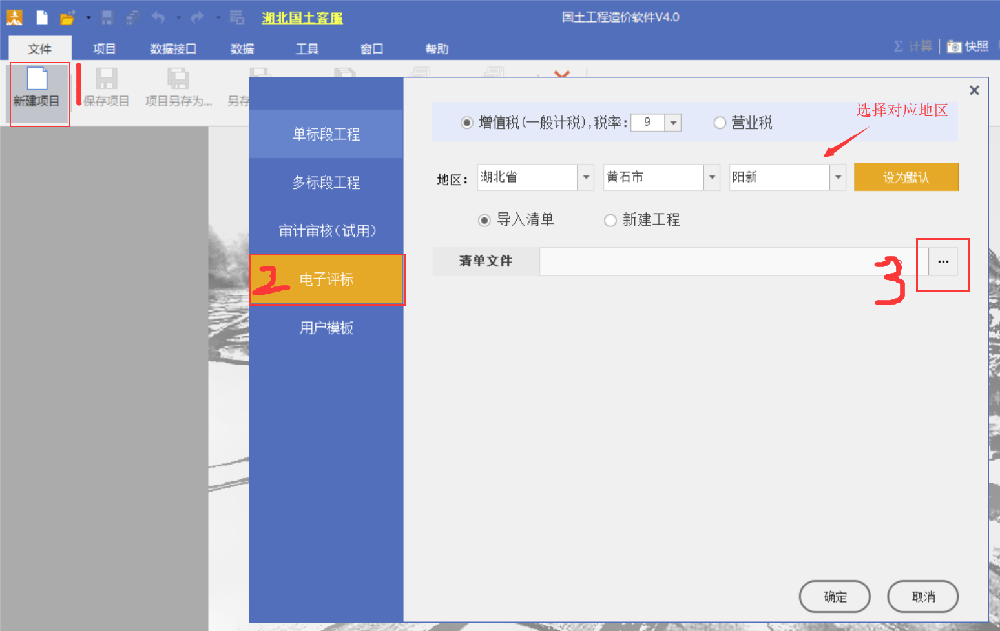 湖北国土客服
国土工程造价软件V4.0
文件 项目 数据接口 数据 工具 窗口 帮助
Σ 计算 快照
新建项目 1 保存项目 项目另存为... 另存
单标段工程
多标段工程
审计审核(试用)
2 电子评标
用户模板
选择对应地区
增值税(一般计税),税率: 9 营业税
地区: 湖北省 黄石市 阳新 设为默认
导入清单 新建工程
清单文件 3 ...
确定 取消